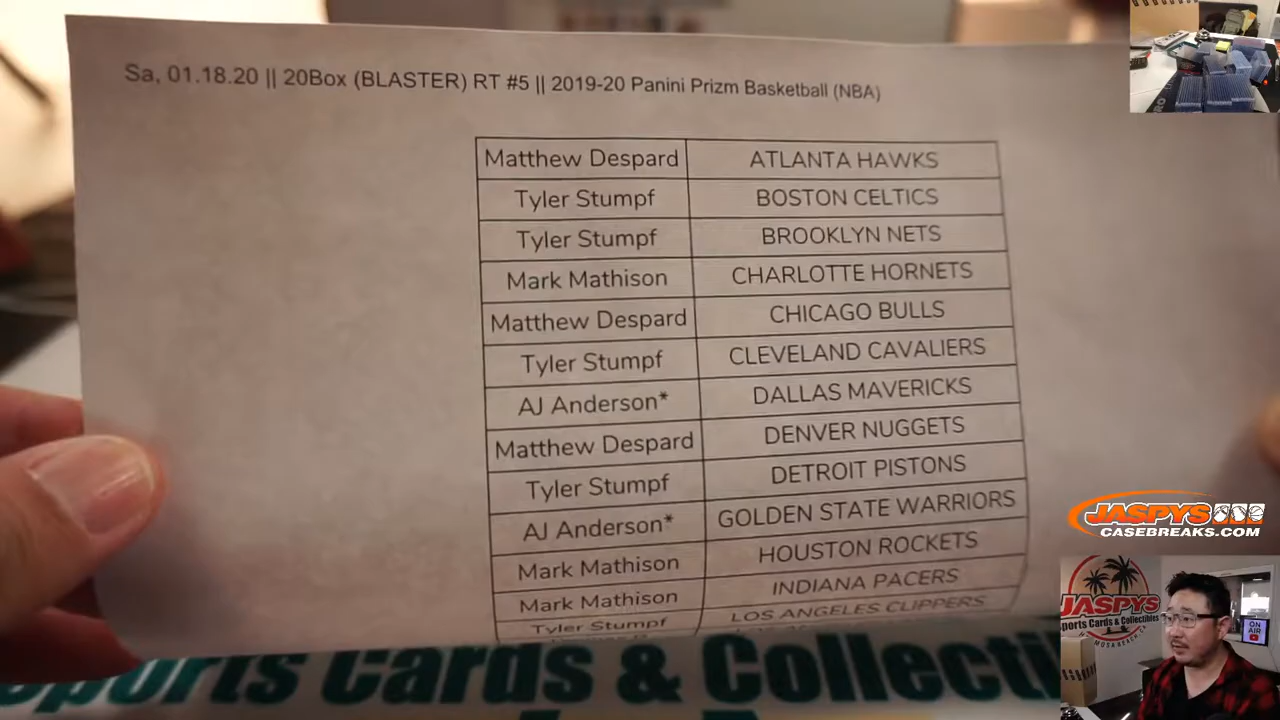 Sa, 01.18.20 || 20Box (BLASTER) RT #5 || 2019-20 Panini Prizm Basketball (NBA)
Matthew Despard ATLANTA HAWKS
Tyler Stumpf BOSTON CELTICS
Tyler Stumpf BROOKLYN NETS
Mark Mathison CHARLOTTE HORNETS
Matthew Despard CHICAGO BULLS
Tyler Stumpf CLEVELAND CAVALIERS
AJ Anderson* DALLAS MAVERICKS
Matthew Despard DENVER NUGGETS
Tyler Stumpf DETROIT PISTONS
AJ Anderson* GOLDEN STATE WARRIORS
Mark Mathison HOUSTON ROCKETS
Mark Mathison INDIANA PACERS
Tyler Stumpf LOS ANGELES CLIPPERS
ports Cards & Collecti
JASPYS
CASEBREAKS.COM
JASPYS
Sports Cards & Collectibles
ON AIR